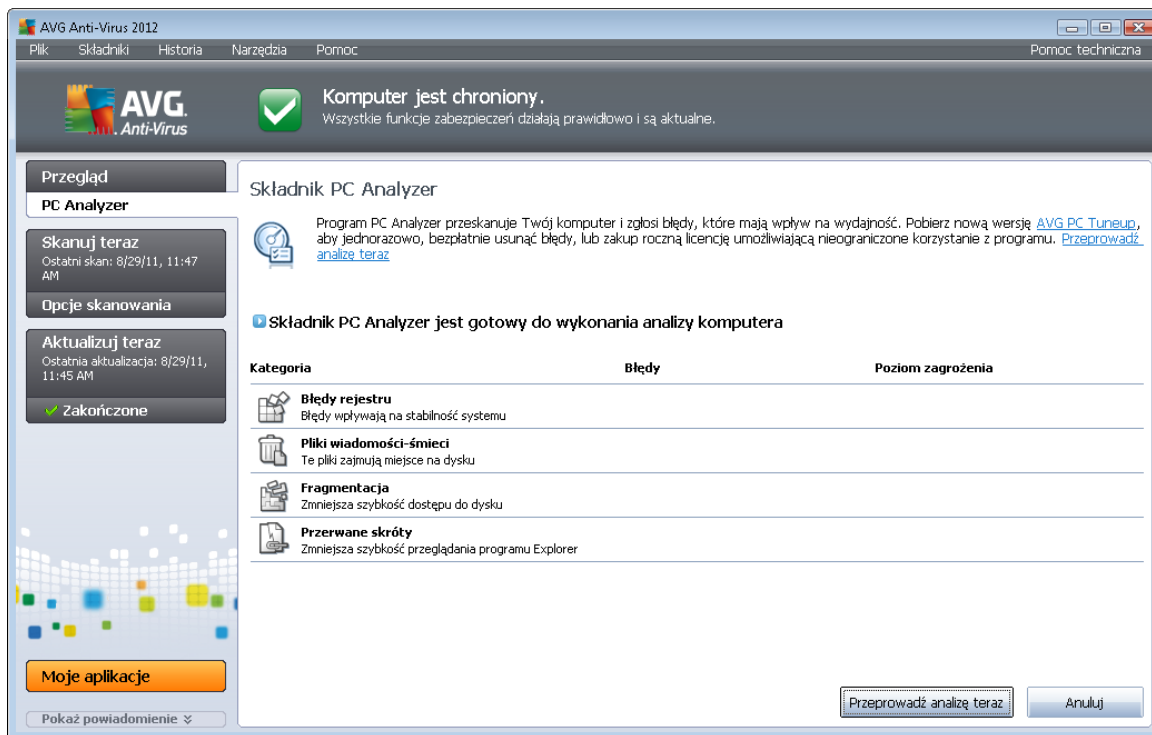 AVG Anti-Virus 2012
Plik Składniki Historia Narzędzia Pomoc Pomoc techniczna
AVG.
Anti-Virus
Komputer jest chroniony.
Wszystkie funkcje zabezpieczeń działają prawidłowo i są aktualne.
Przegląd
PC Analyzer
Skanuj teraz
Ostatni skan: 8/29/11, 11:47
AM
Opcje skanowania
Aktualizuj teraz
Ostatnia aktualizacja: 8/29/11,
11:45 AM
Zakończone
Moje aplikacje
Pokaż powiadomienie
Składnik PC Analyzer
Program PC Analyzer przeskanuje Twój komputer i zgłosi błędy, które mają wpływ na wydajność. Pobierz nową wersję AVG PC Tuneup,
aby jednorazowo, bezpłatnie usunąć błędy, lub zakup roczną licencję umożliwiającą nieograniczone korzystanie z programu. Przeprowadź
analizę teraz
Składnik PC Analyzer jest gotowy do wykonania analizy komputera
Kategoria Błędy Poziom zagrożenia
Błędy rejestru
Błędy wpływają na stabilność systemu
Pliki wiadomości-śmieci
Te pliki zajmują miejsce na dysku
Fragmentacja
Zmniejsza szybkość dostępu do dysku
Przerwane skróty
Zmniejsza szybkość przeglądania programu Explorer
Przeprowadź analizę teraz Anuluj